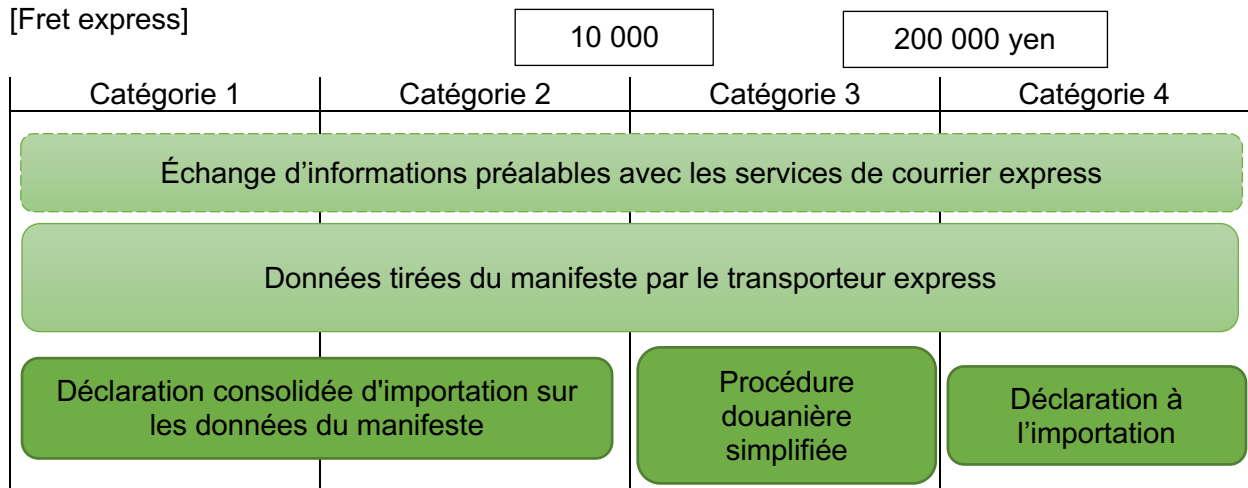 [Fret express]
10 000
200 000 yen
Catégorie 1
Catégorie 2
Catégorie 3
Catégorie 4
Échange d’informations préalables avec les services de courrier express
Données tirées du manifeste par le transporteur express
Déclaration consolidée d'importation sur
les données du manifeste
Procédure
douanière
simplifiée
Déclaration à
l’importation